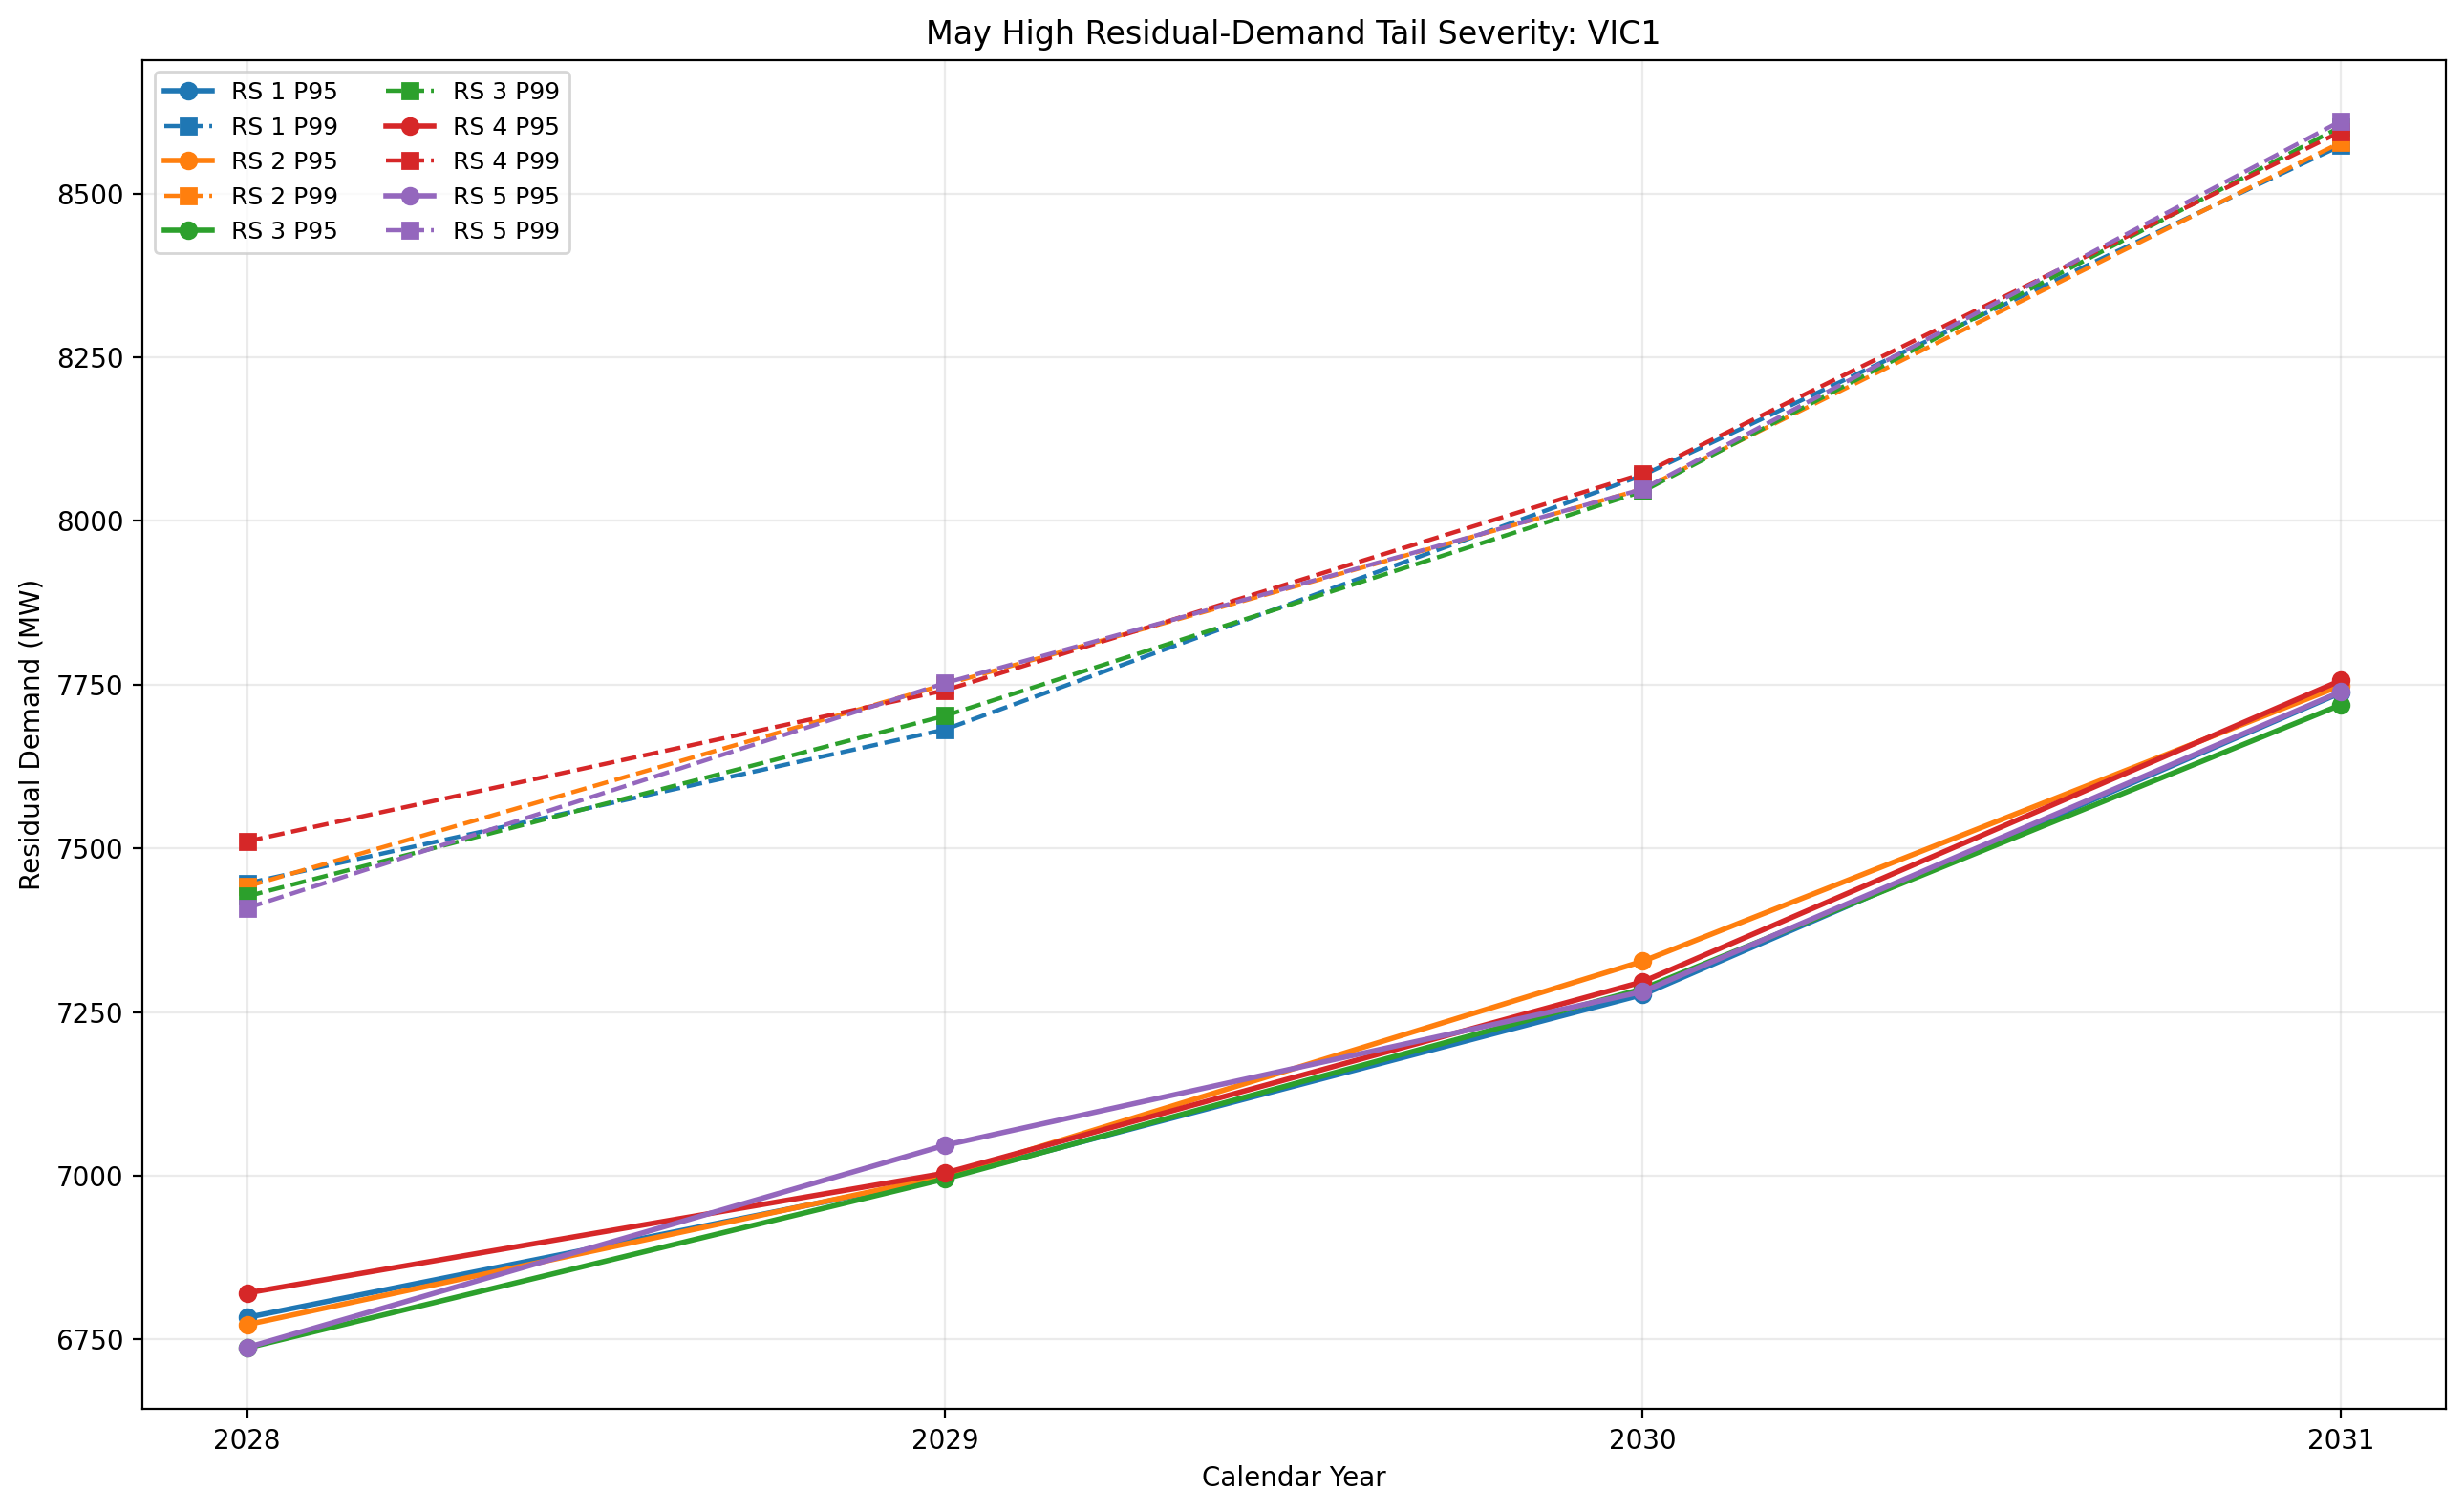 May High Residual-Demand Tail Severity: VIC1
RS 1 P95
RS 1 P99
RS 2 P95
RS 2 P99
RS 3 P95
RS 3 P99
RS 4 P95
RS 4 P99
RS 5 P95
RS 5 P99
Residual Demand (MW)
8500
8250
8000
7750
7500
7250
7000
6750
2028 2029 2030 2031
Calendar Year